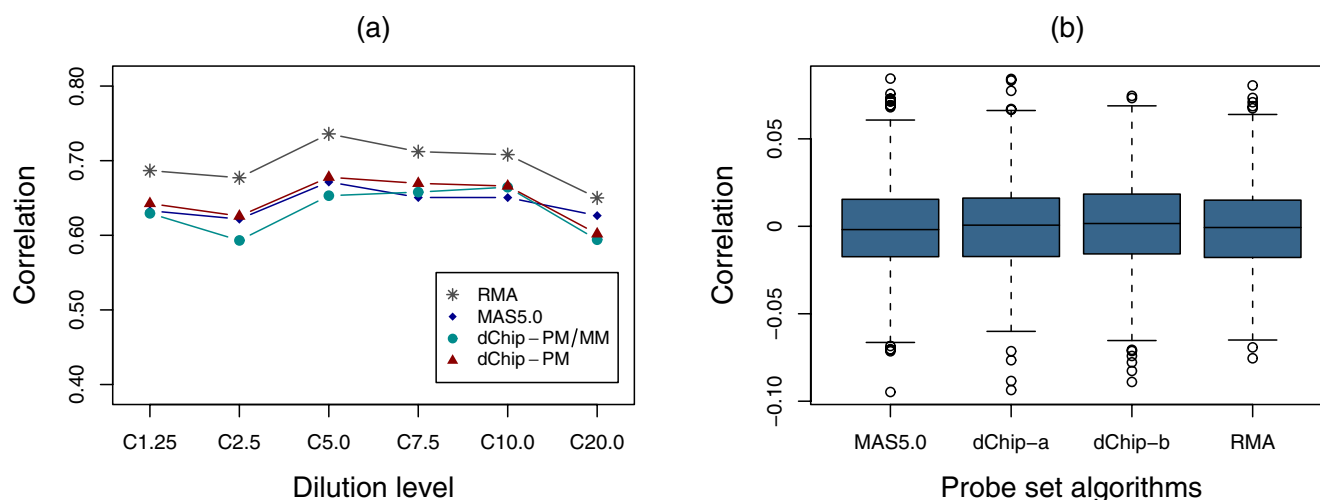 (a)
Correlation
0.80
0.70
0.60
0.50
0.40
RMA
MAS5.0
dChip−PM/MM
dChip−PM
C1.25 C2.5 C5.0 C7.5 C10.0 C20.0
Dilution level
(b)
Correlation
0.05
0
−0.05
−0.10
MAS5.0 dChip−a dChip−b RMA
Probe set algorithms